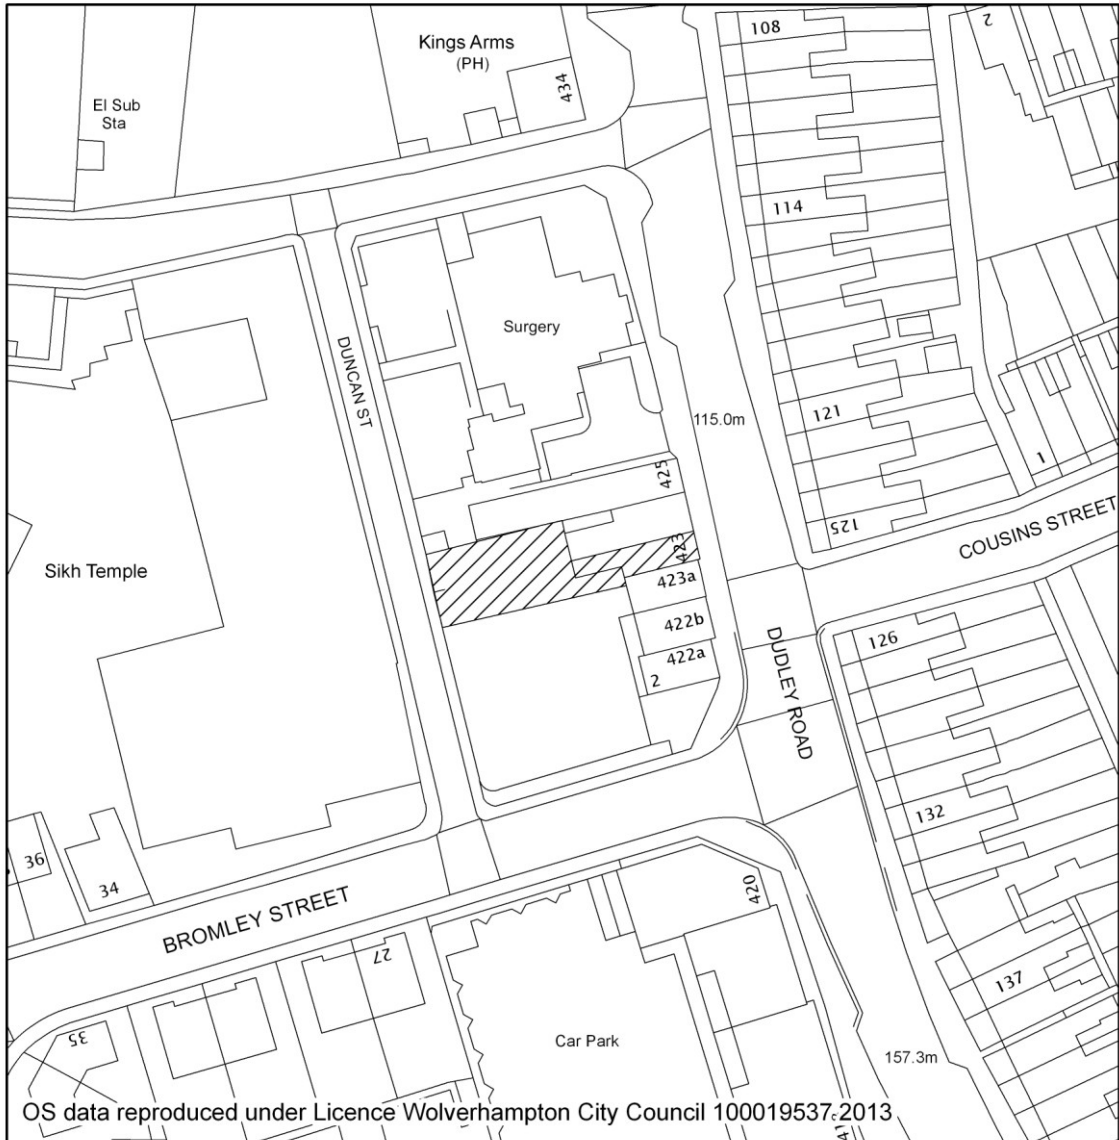 108
2
Kings Arms
(PH)
434
El Sub
Sta
114
Surgery
DUNCAN ST
121
115.0m
1
425
125
COUSINS STREET
423
Sikh Temple
423a
422b
422a
2
126
DUDLEY ROAD
132
36
34
420
BROMLEY STREET
27
137
35
Car Park
157.3m
OS data reproduced under Licence Wolverhampton City Council 100019537 2013